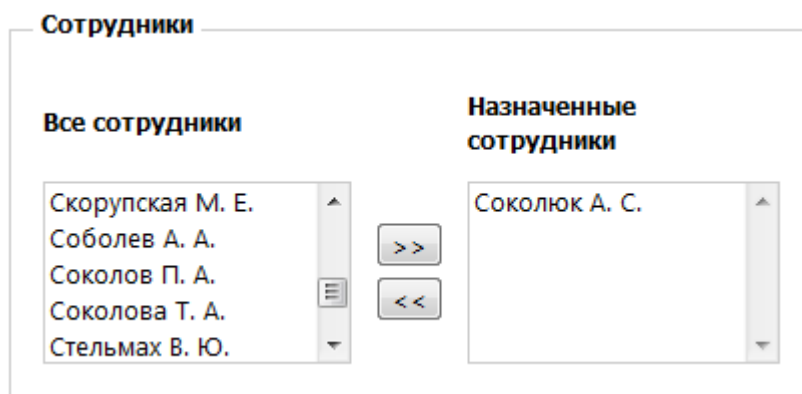 Сотрудники
Все сотрудники
Назначенные
сотрудники
Скорупская М. Е.
Соболев А. А.
Соколов П. А.
Соколова Т. А.
Стельмах В. Ю.
>>
<<
Соколюк А. С.